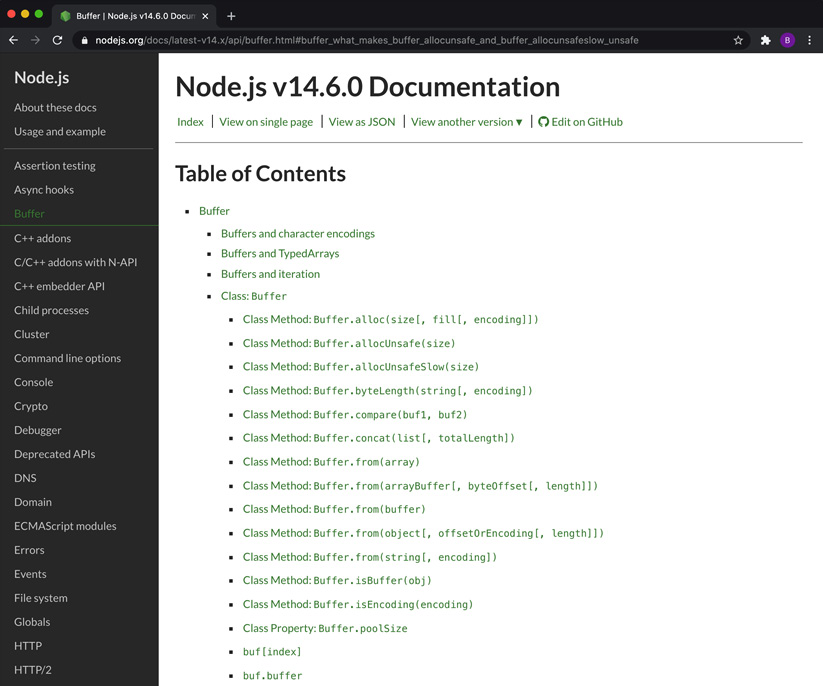 Buffer | Node.js v14.6.0 Docun
nodejs.org/docs/latest-v14.x/api/buffer.html#buffer_what_makes_buffer_allocunsafe_and_buffer_allocunsafeslow_unsafe
B
Node.js
About these docs
Usage and example
Assertion testing
Async hooks
Buffer
C++ addons
C/C++ addons with N-API
C++ embedder API
Child processes
Cluster
Command line options
Console
Crypto
Debugger
Deprecated APIs
DNS
Domain
ECMAScript modules
Errors
Events
File system
Globals
HTTP
HTTP/2
Node.js v14.6.0 Documentation
Index | View on single page | View as JSON | View another version ▼ | Edit on GitHub
Table of Contents
Buffer
Buffers and character encodings
Buffers and TypedArrays
Buffers and iteration
Class: Buffer
Class Method: Buffer.alloc(size[, fill[, encoding]])
Class Method: Buffer.allocUnsafe(size)
Class Method: Buffer.allocUnsafeSlow(size)
Class Method: Buffer.byteLength(string[, encoding])
Class Method: Buffer.compare(buf1, buf2)
Class Method: Buffer.concat(list[, totalLength])
Class Method: Buffer.from(array)
Class Method: Buffer.from(arrayBuffer[, byteOffset[, length]])
Class Method: Buffer.from(buffer)
Class Method: Buffer.from(object[, offsetOrEncoding[, length]])
Class Method: Buffer.from(string[, encoding])
Class Method: Buffer.isBuffer(obj)
Class Method: Buffer.isEncoding(encoding)
Class Property: Buffer.poolSize
buf[index]
buf.buffer